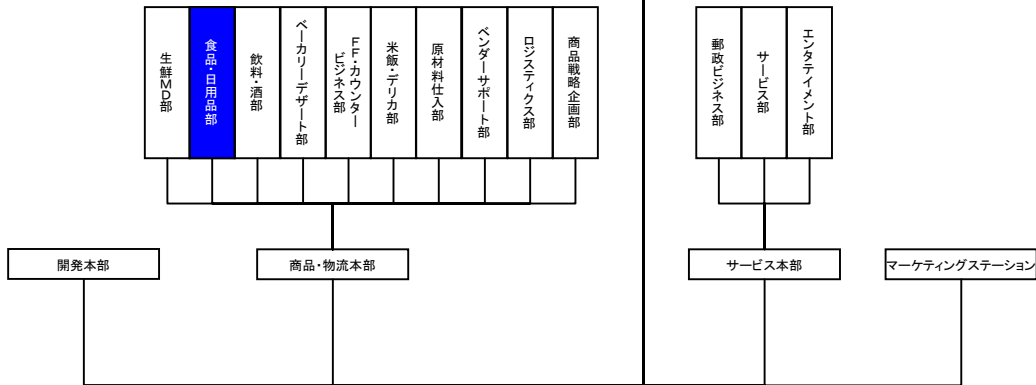 生鮮MD部
食品・日用品部
飲料・酒部
ベーカリーデザート部
FF・カウンター
ビジネス部
米飯・デリカ部
原材料仕入部
ベンダーサポート部
ロジスティクス部
商品戦略企画部
郵政ビジネス部
サービス部
エンタテイメント部
開発本部
商品・物流本部
サービス本部
マーケティングステーション